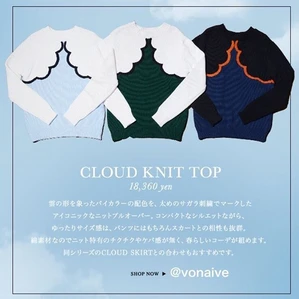 CLOUD KNIT TOP
18,360 yen
雲の形を象ったバイカラーの配色を、太めのサガラ刺繍でマークした
アイコニックなニットプルオーバー。コンパクトなシルエットながら、
ゆったりサイズ感は、パンツにはもちろんスカートとの相性も抜群。
綿素材なのでニット特有のチクチクやケバ感が無く、春らしいコーデが組めます。
同シリーズのCLOUD SKIRTとの合わせもおすすめです。
SHOP NOW ▶ @vonaive